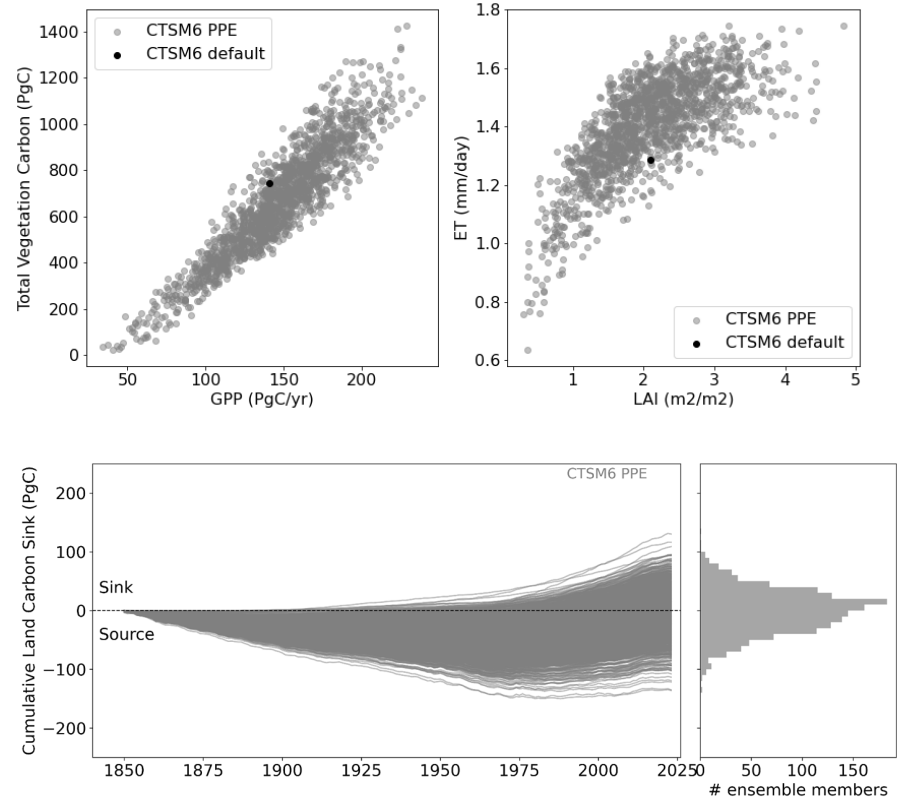 CTSM6 PPE
CTSM6 default
Total Vegetation Carbon (PgC)
1400
1200
1000
800
600
400
200
0
50 100 150 200
GPP (PgC/yr)
ET (mm/day)
1.8
1.6
1.4
1.2
1.0
0.8
0.6
CTSM6 PPE
CTSM6 default
1 2 3 4 5
LAI (m2/m2)
Cumulative Land Carbon Sink (PgC)
200
100
0
−100
−200
CTSM6 PPE
Sink
Source
1850 1875 1900 1925 1950 1975 2000 2025
0 50 100 150
# ensemble members